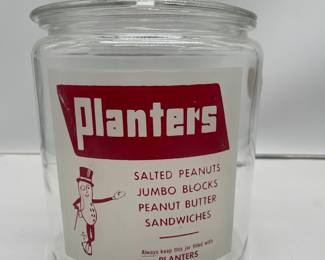 Planters
SALTED PEANUTS
JUMBO BLOCKS
PEANUT BUTTER
SANDWICHES
Always keep this jar filled with
PLANTERS